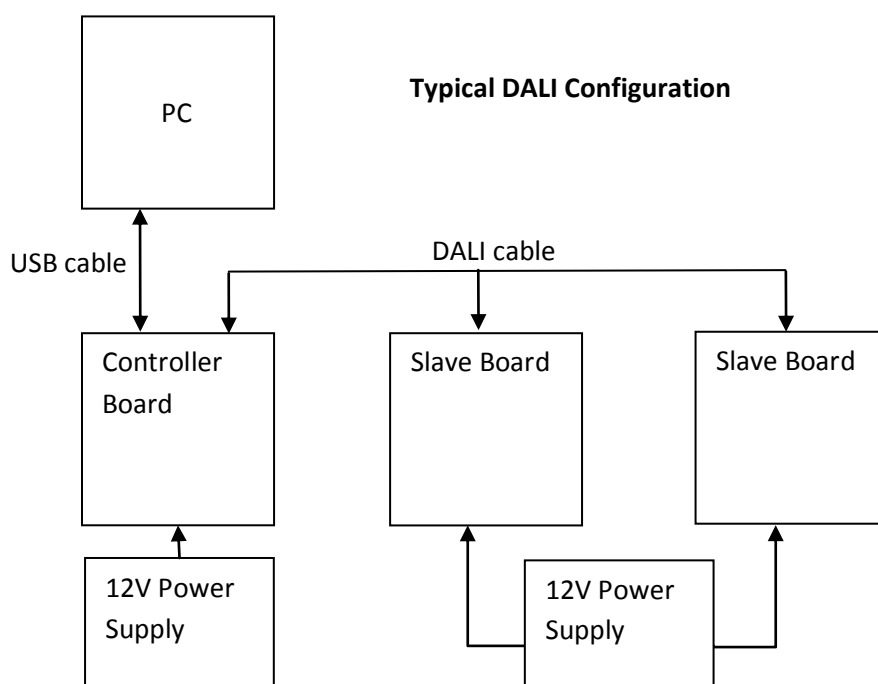 Typical DALI Configuration
PC
USB cable
DALI cable
Controller
Board
Slave Board
Slave Board
12V Power
Supply
12V Power
Supply